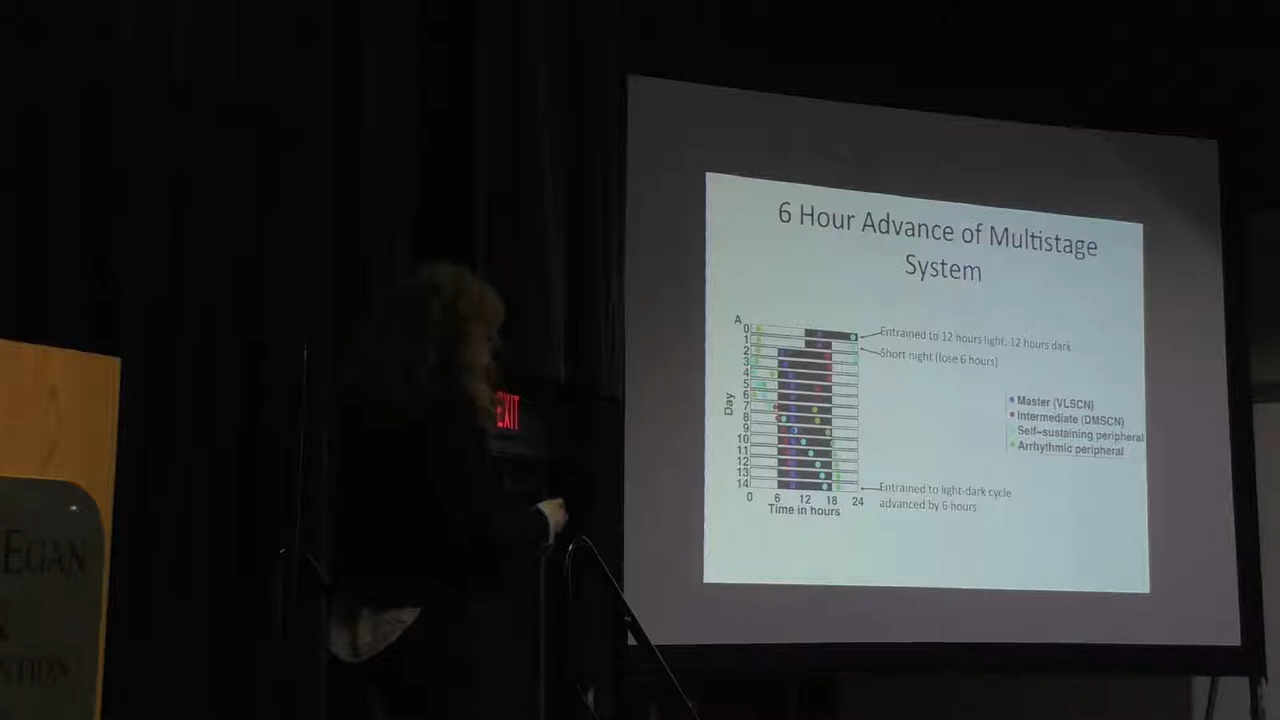 6 Hour Advance of Multistage
System
A
0
1
2
3
4
5
6
7
8
9
10
11
12
13
14
Day
0 6 12 18 24
Time in hours
Entrained to 12 hours light, 12 hours dark
Short night (lose 6 hours)
Master (VLSCN)
Intermediate (DMSCN)
Self-sustaining peripheral
Arrhythmic peripheral
Entrained to light-dark cycle
advanced by 6 hours
EXIT
EGAN